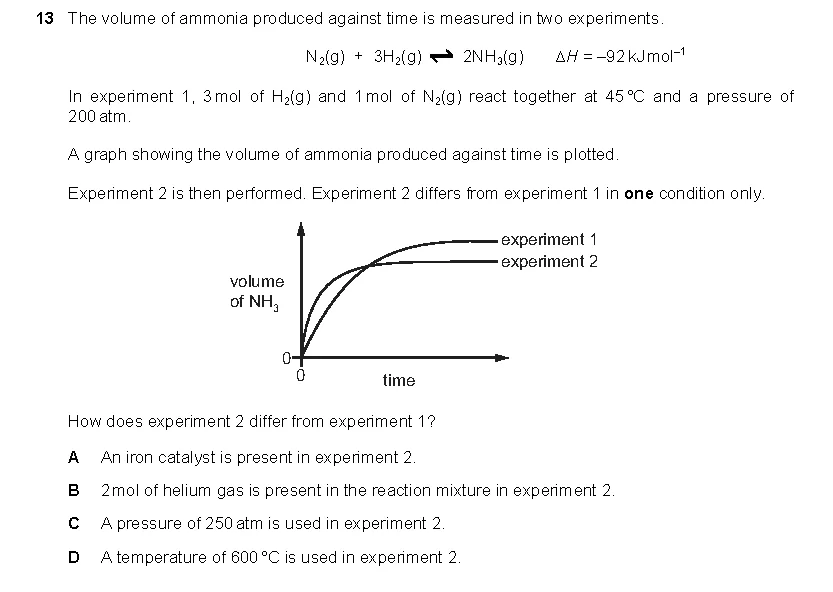 13 The volume of ammonia produced against time is measured in two experiments.
N₂(g) + 3H₂(g) ⇌ 2NH₃(g) ΔH = –92 kJ mol⁻¹
In experiment 1, 3 mol of H₂(g) and 1 mol of N₂(g) react together at 45 °C and a pressure of
200 atm.
A graph showing the volume of ammonia produced against time is plotted.
Experiment 2 is then performed. Experiment 2 differs from experiment 1 in one condition only.
experiment 1
experiment 2
volume
of NH₃
0
0
time
How does experiment 2 differ from experiment 1?
A An iron catalyst is present in experiment 2.
B 2 mol of helium gas is present in the reaction mixture in experiment 2.
C A pressure of 250 atm is used in experiment 2.
D A temperature of 600 °C is used in experiment 2.